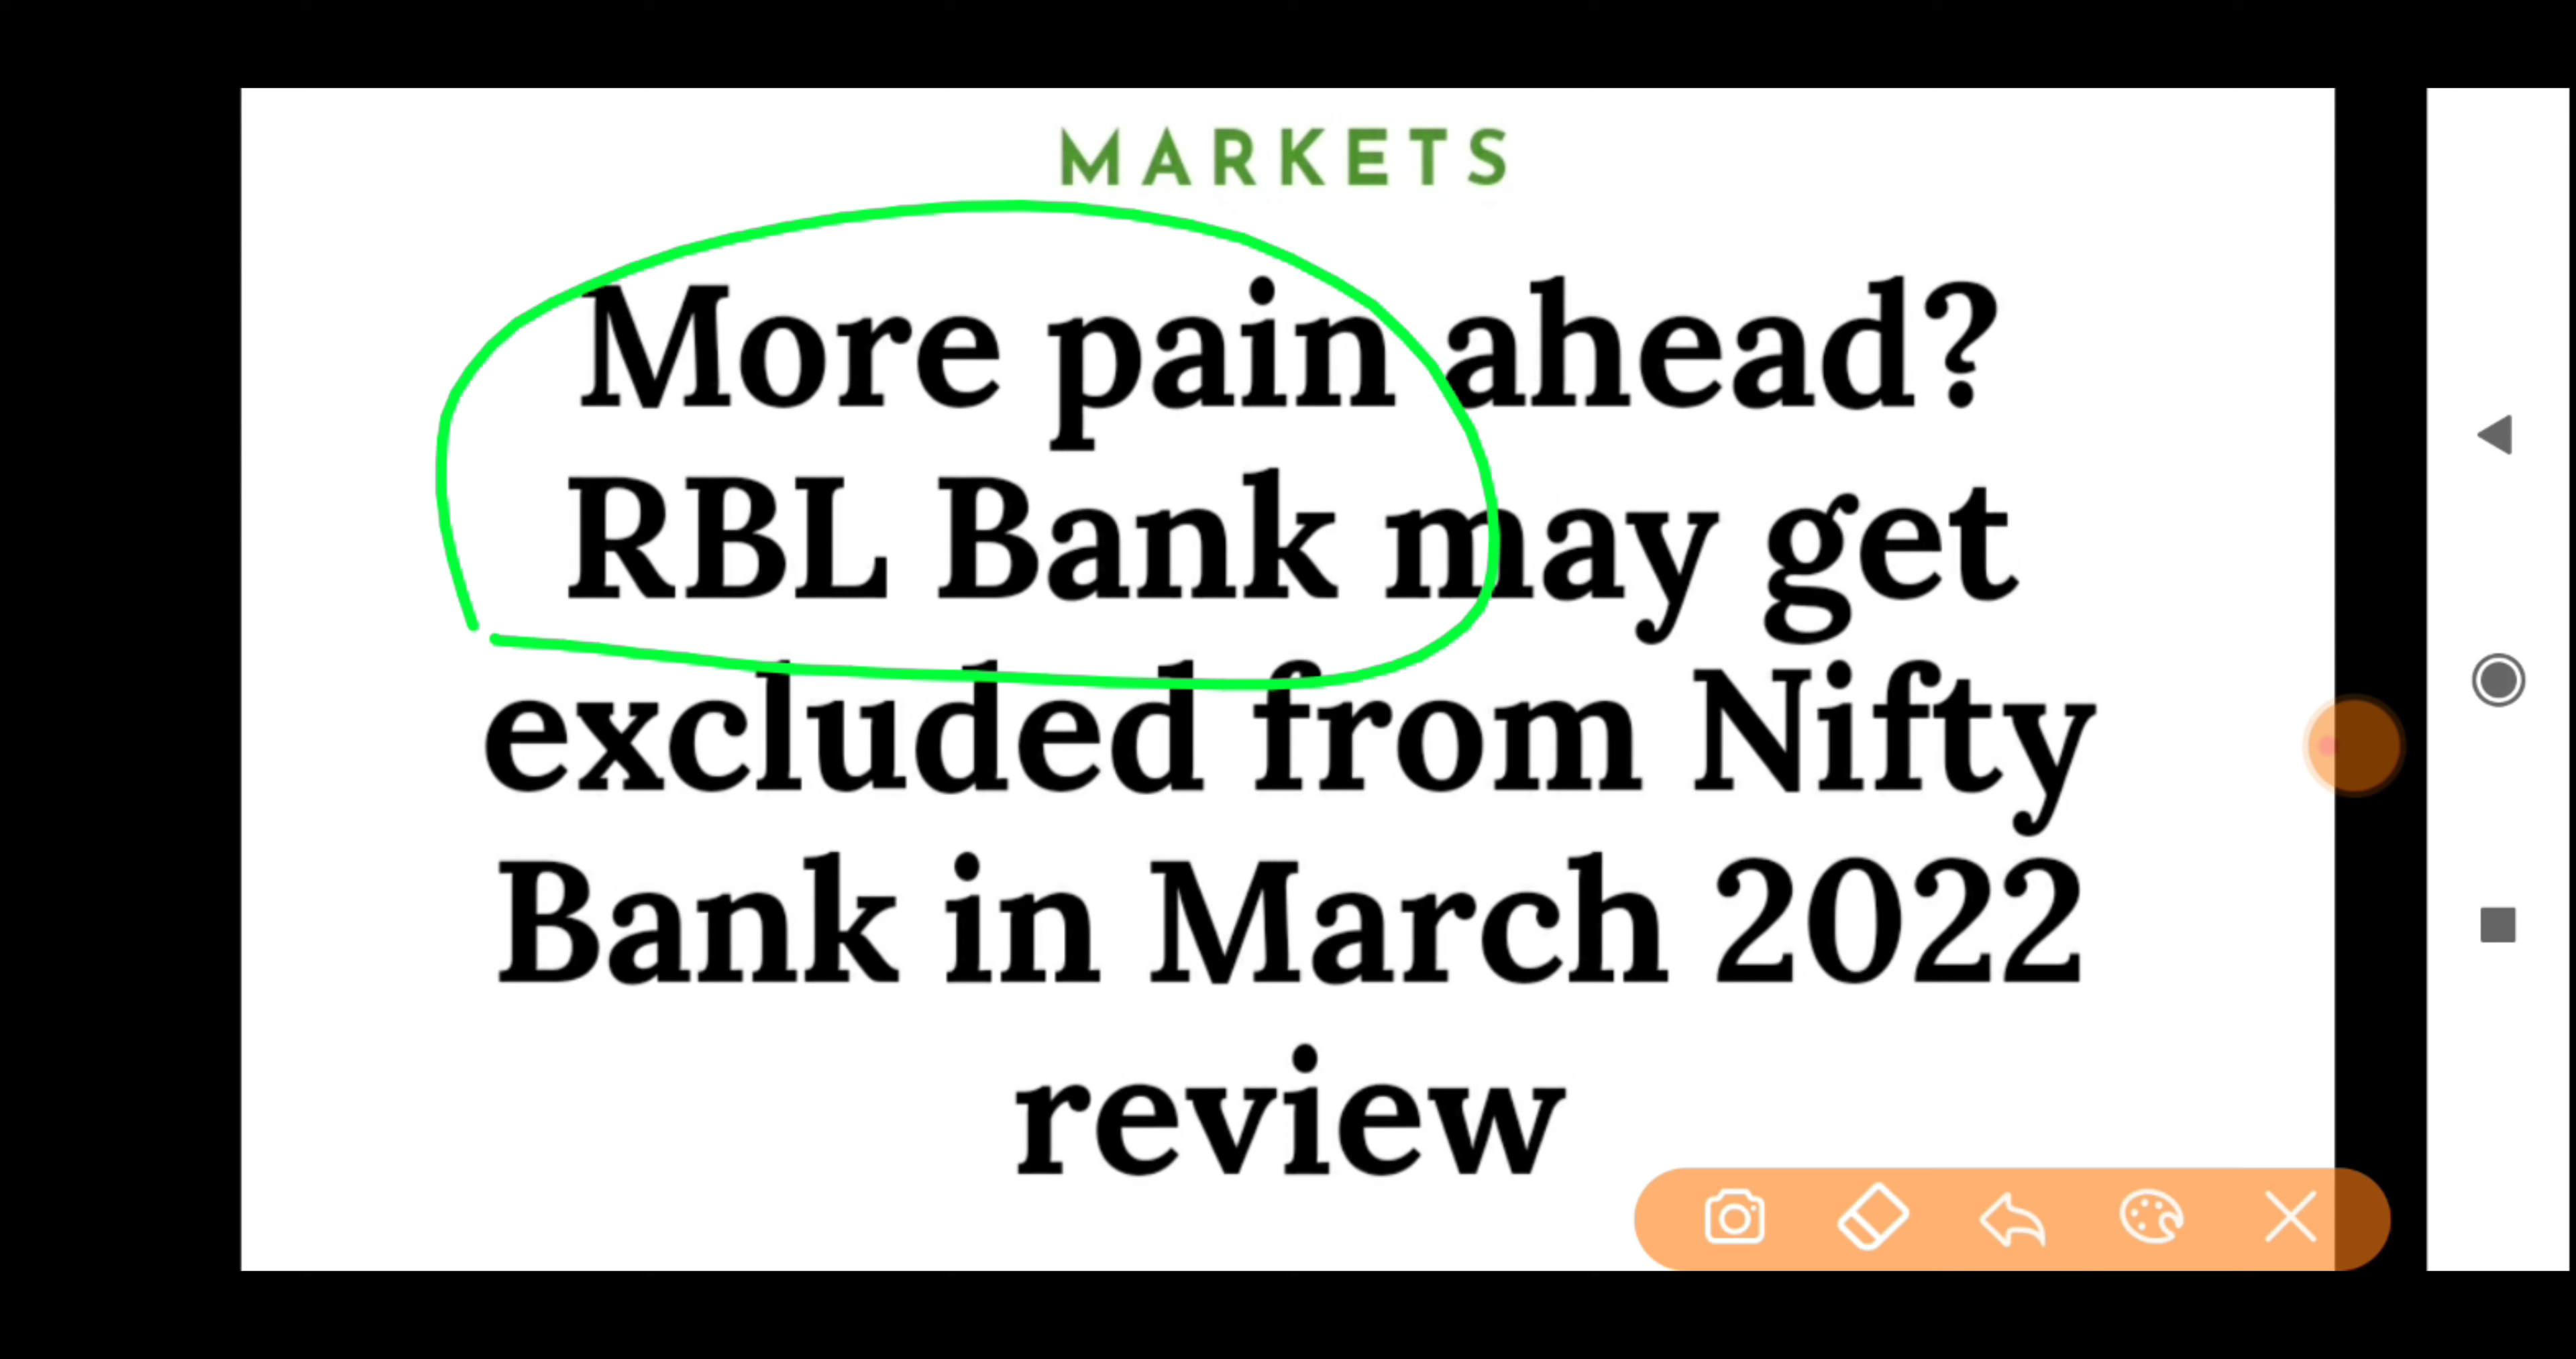 MARKETS
More pain ahead?
RBL Bank may get
excluded from Nifty
Bank in March 2022
review